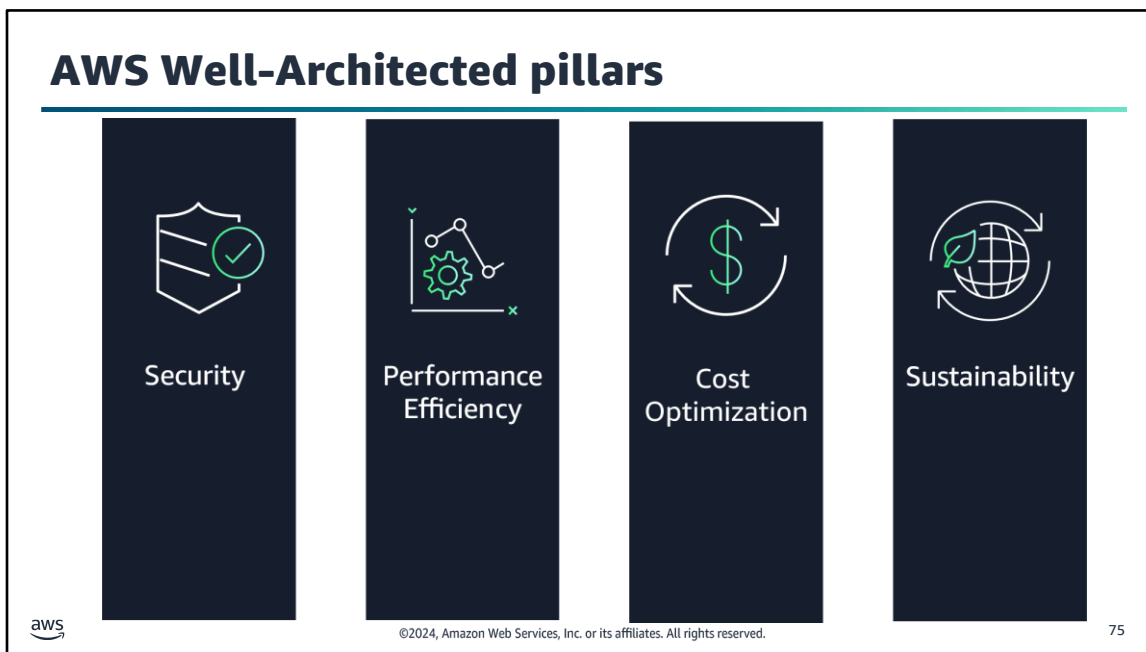 AWS Well-Architected pillars
Security
Performance
Efficiency
Cost
Optimization
Sustainability
aws
©2024, Amazon Web Services, Inc. or its affiliates. All rights reserved.
75